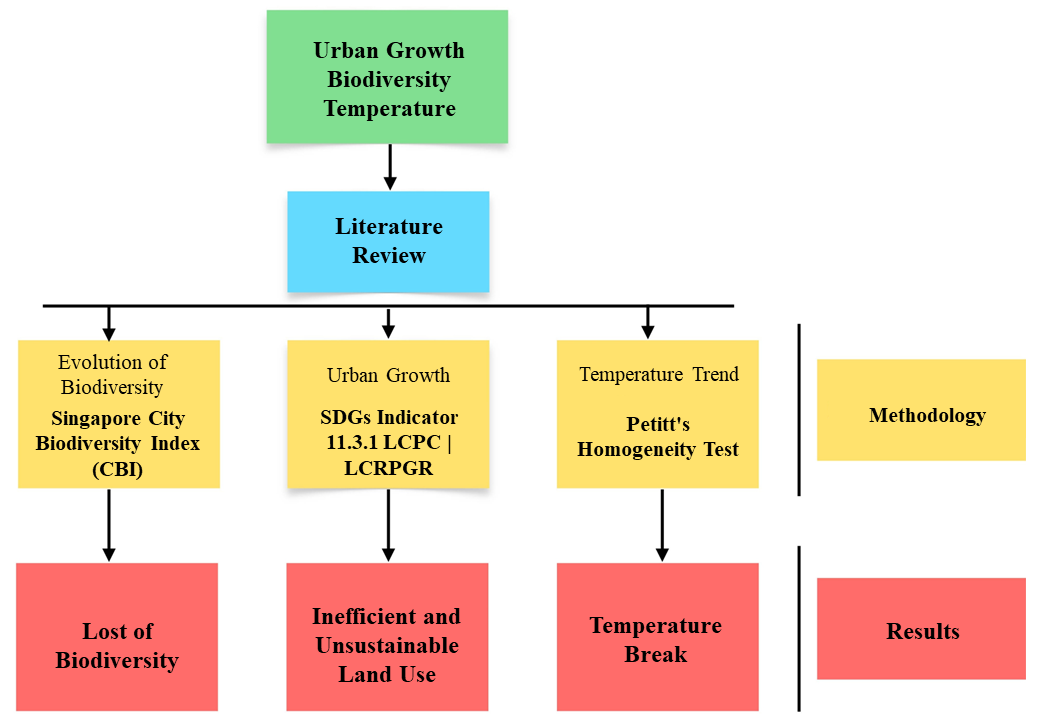 Urban Growth
Biodiversity
Temperature
Literature
Review
Evolution of
Biodiversity
Singapore City
Biodiversity Index
(CBI)
Urban Growth
SDGs Indicator
11.3.1 LCPC |
LCRPGR
Temperature Trend
Petitt's
Homogeneity Test
Methodology
Lost of
Biodiversity
Inefficient and
Unsustainable
Land Use
Temperature
Break
Results